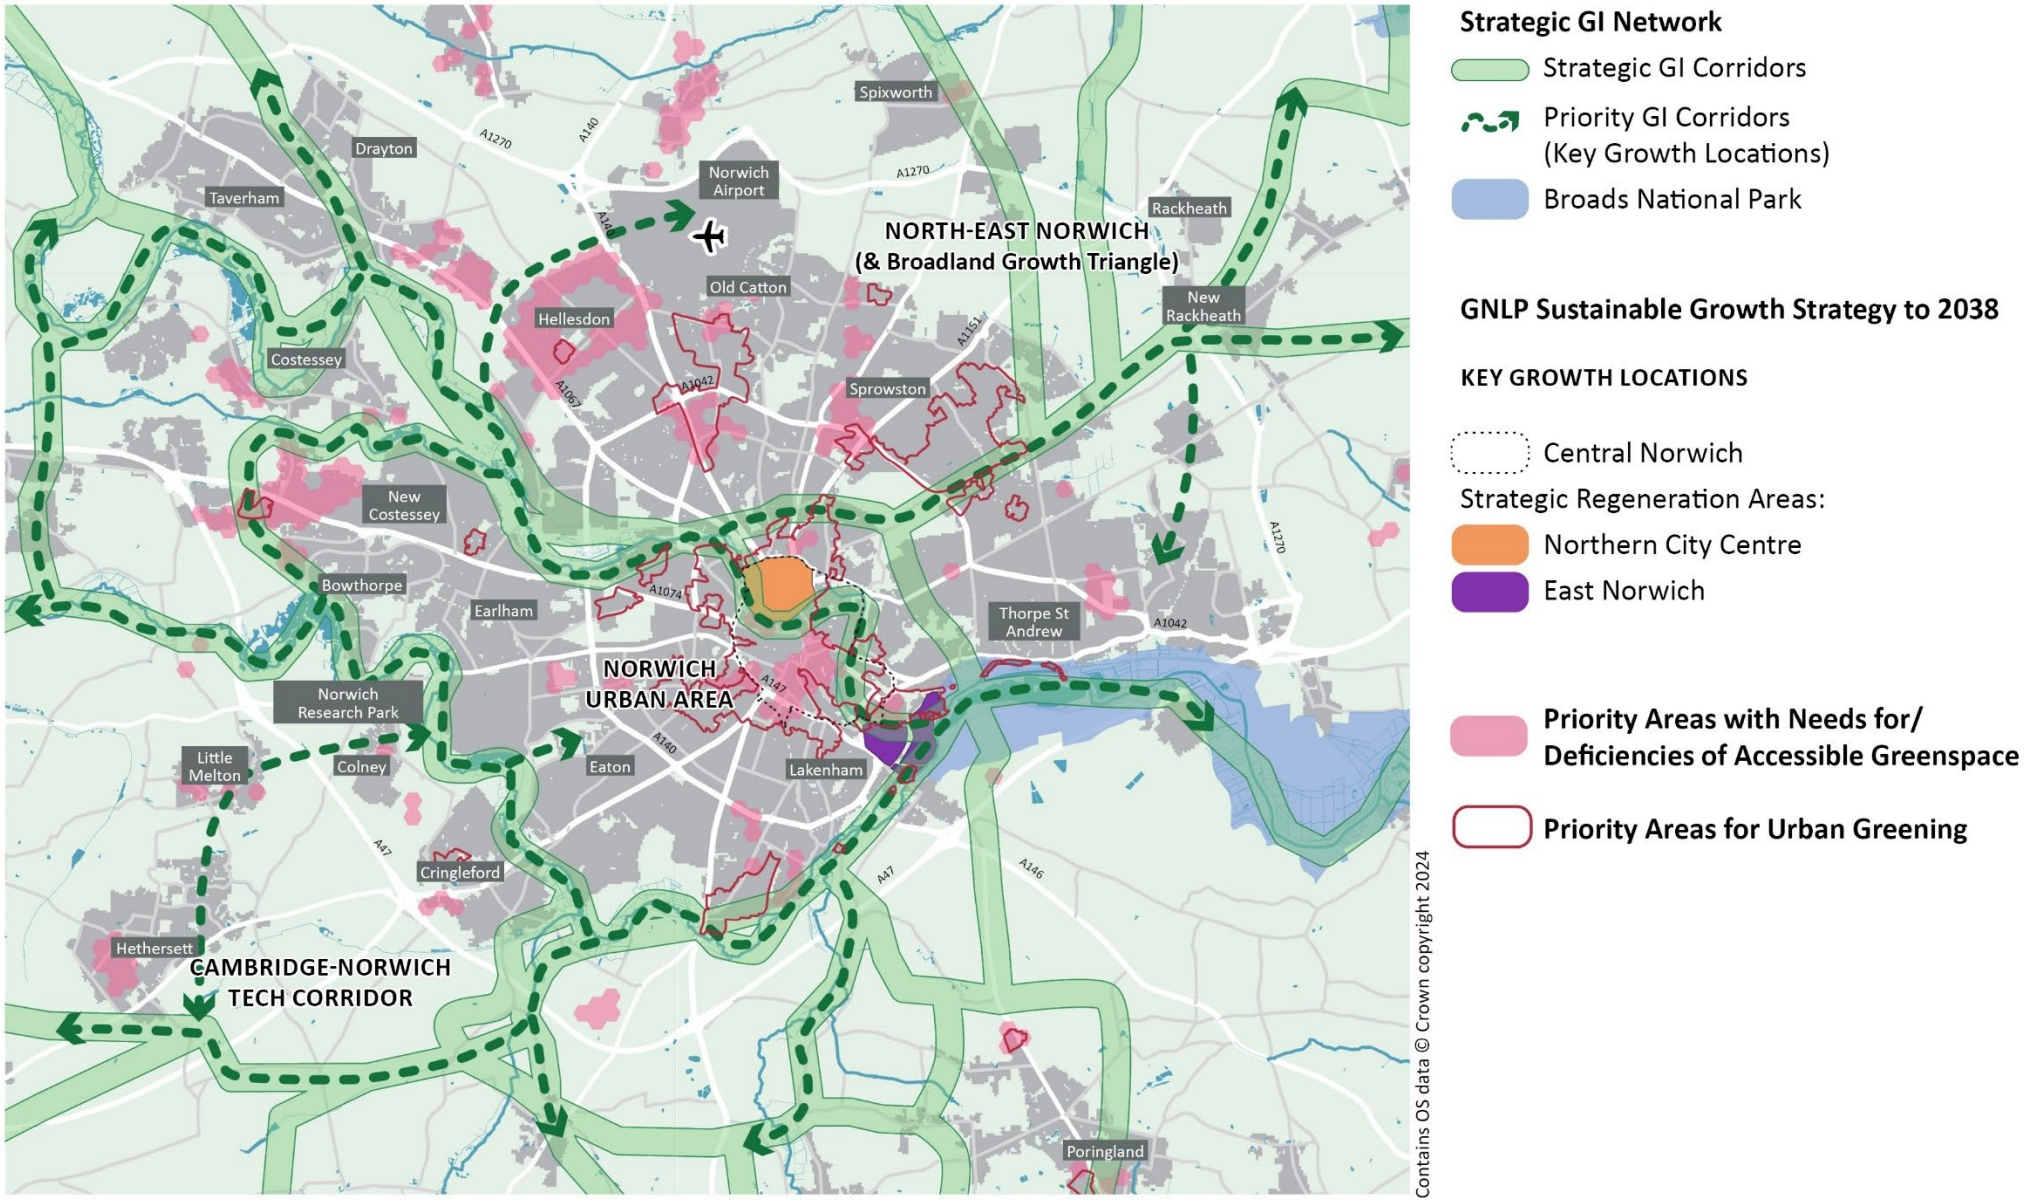 Spixworth
Drayton
A1270
A140
Norwich
Airport
A1270
Taverham
Rackheath
A140
NORTH-EAST NORWICH
(& Broadland Growth Triangle)
Old Catton
New
Rackheath
Hellesdon
A1151
Costessey
A1067
A1042
Sprowston
New
Costessey
A1270
Bowthorpe
Earlham
A1074
Thorpe St
Andrew
A1042
NORWICH
URBAN AREA
A147
Norwich
Research Park
A140
Little
Melton
Colney
Eaton
Lakenham
A47
Cringleford
A47
A146
Hethersett
CAMBRIDGE-NORWICH
TECH CORRIDOR
Poringland
Contains OS data © Crown copyright 2024
Strategic GI Network
Strategic GI Corridors
Priority GI Corridors
(Key Growth Locations)
Broads National Park
GNLP Sustainable Growth Strategy to 2038
KEY GROWTH LOCATIONS
Central Norwich
Strategic Regeneration Areas:
Northern City Centre
East Norwich
Priority Areas with Needs for/
Deficiencies of Accessible Greenspace
Priority Areas for Urban Greening